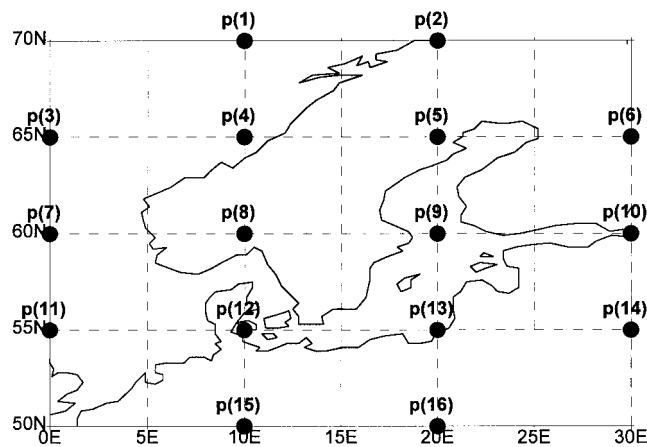 p(1) p(2)
70N
p(3) p(4) p(5) p(6)
65N
p(7) p(8) p(9) p(10)
60N
p(11) p(12) p(13) p(14)
55N
p(15) p(16)
50N
0E 5E 10E 15E 20E 25E 30E